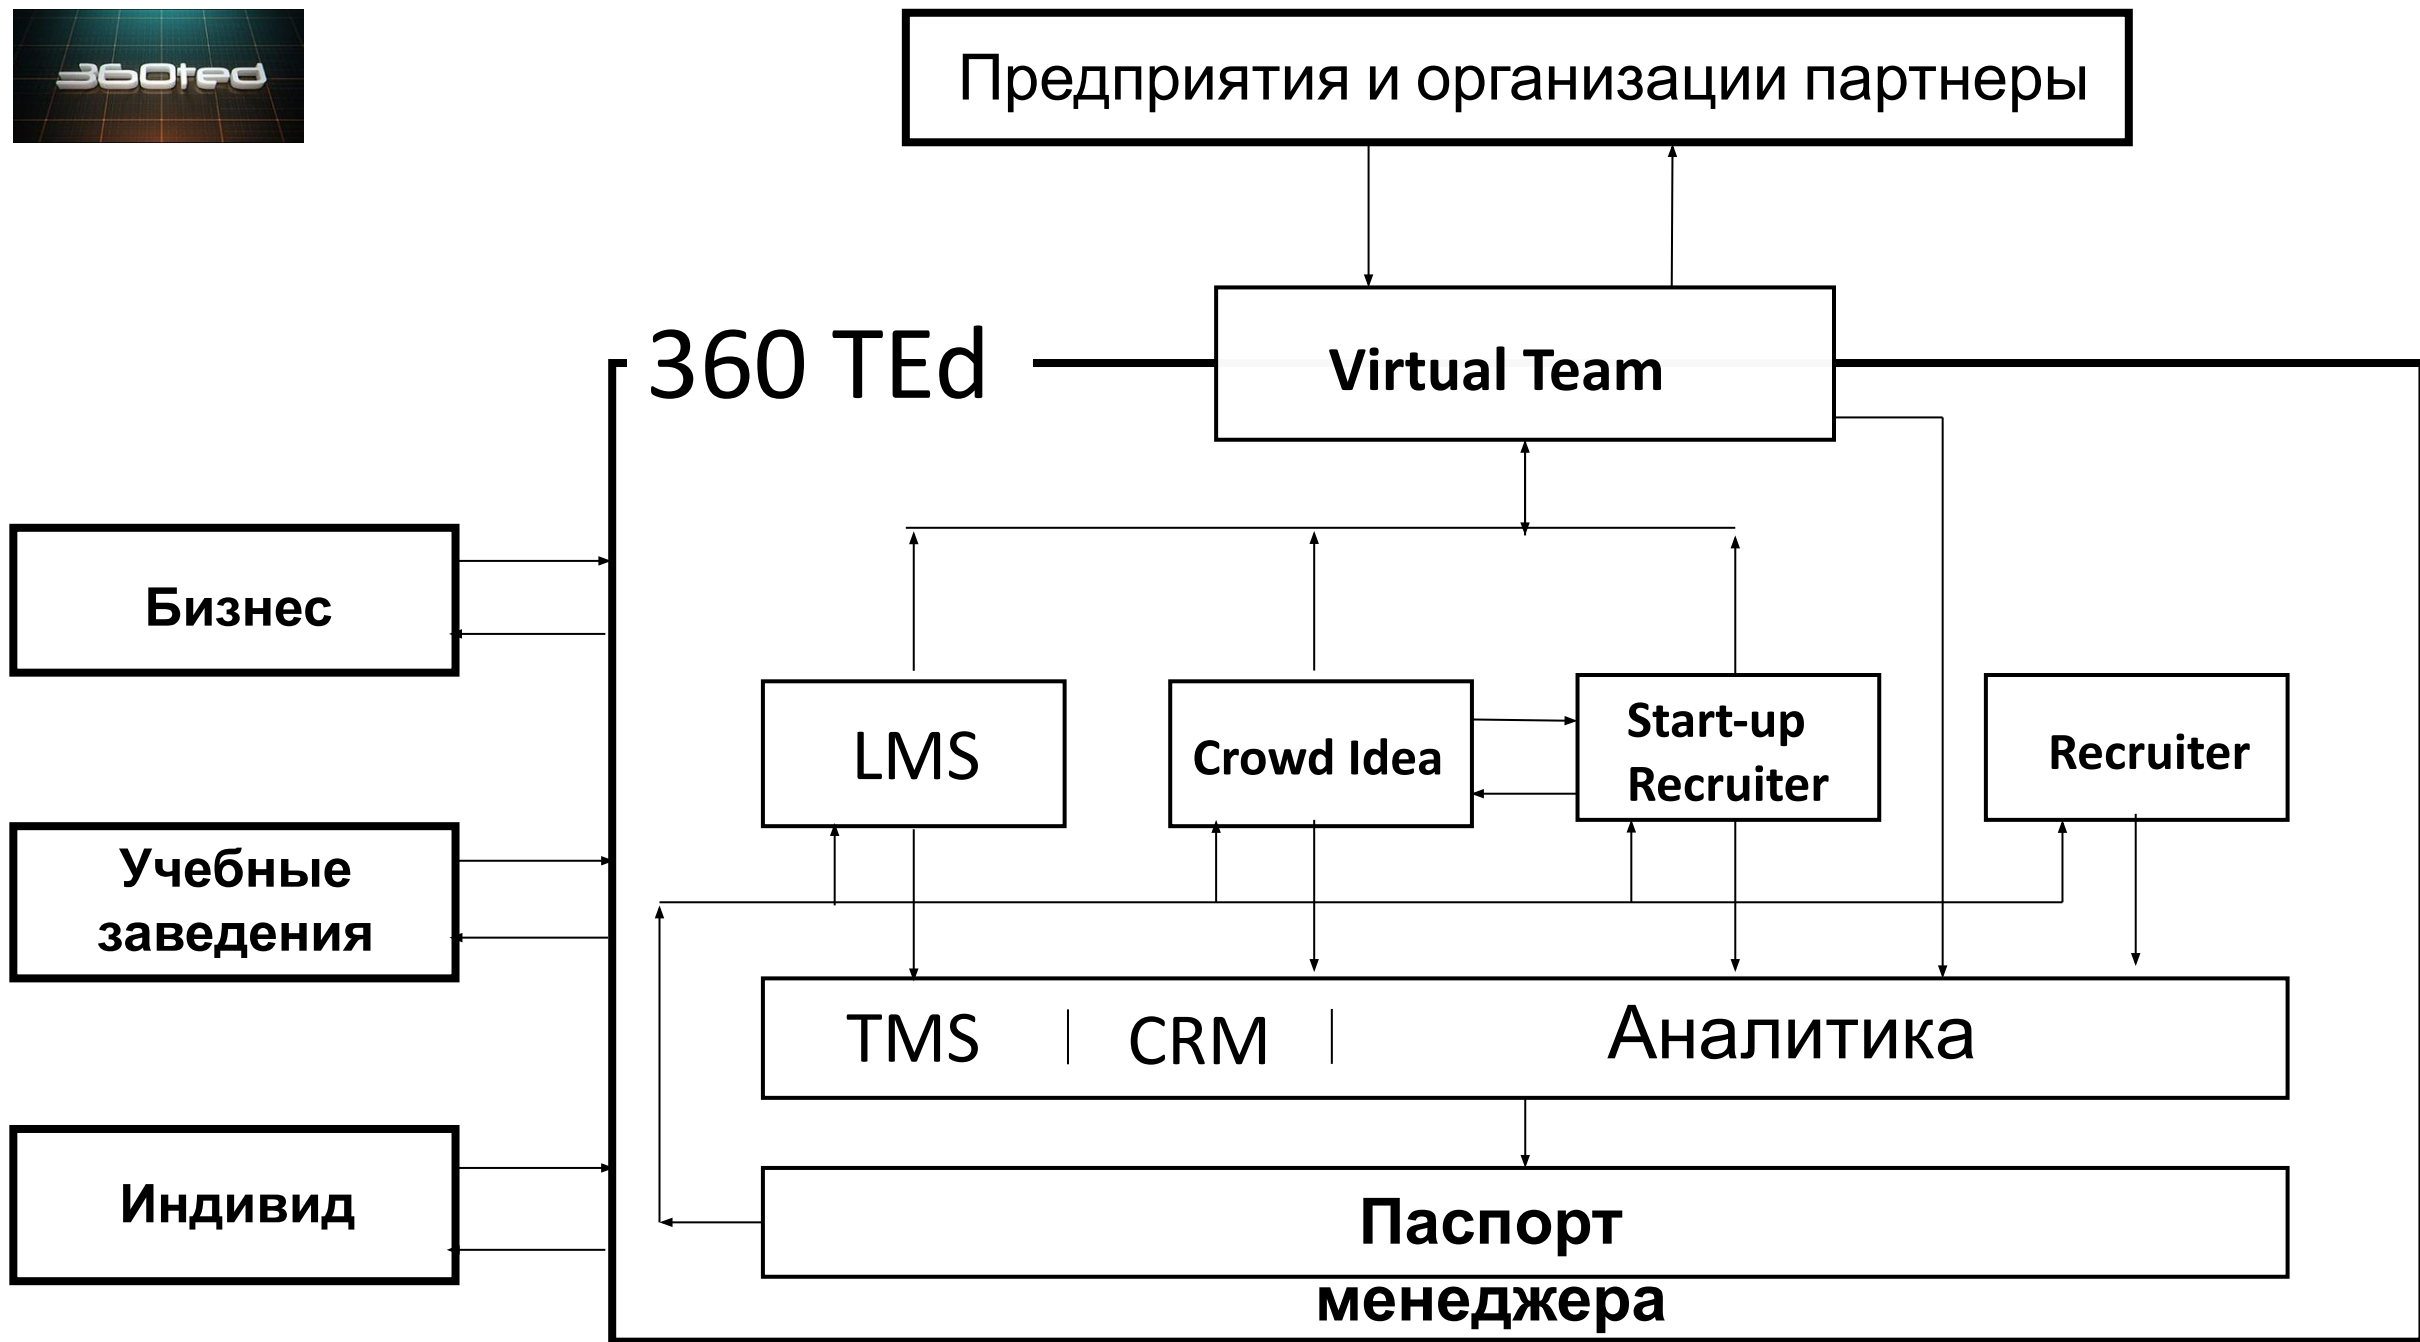 360ted
Предприятия и организации партнеры
360 TEd
Virtual Team
Бизнес
LMS
Crowd Idea
Start-up
Recruiter
Recruiter
Учебные
заведения
TMS | CRM | Аналитика
Индивид
Паспорт
менеджера